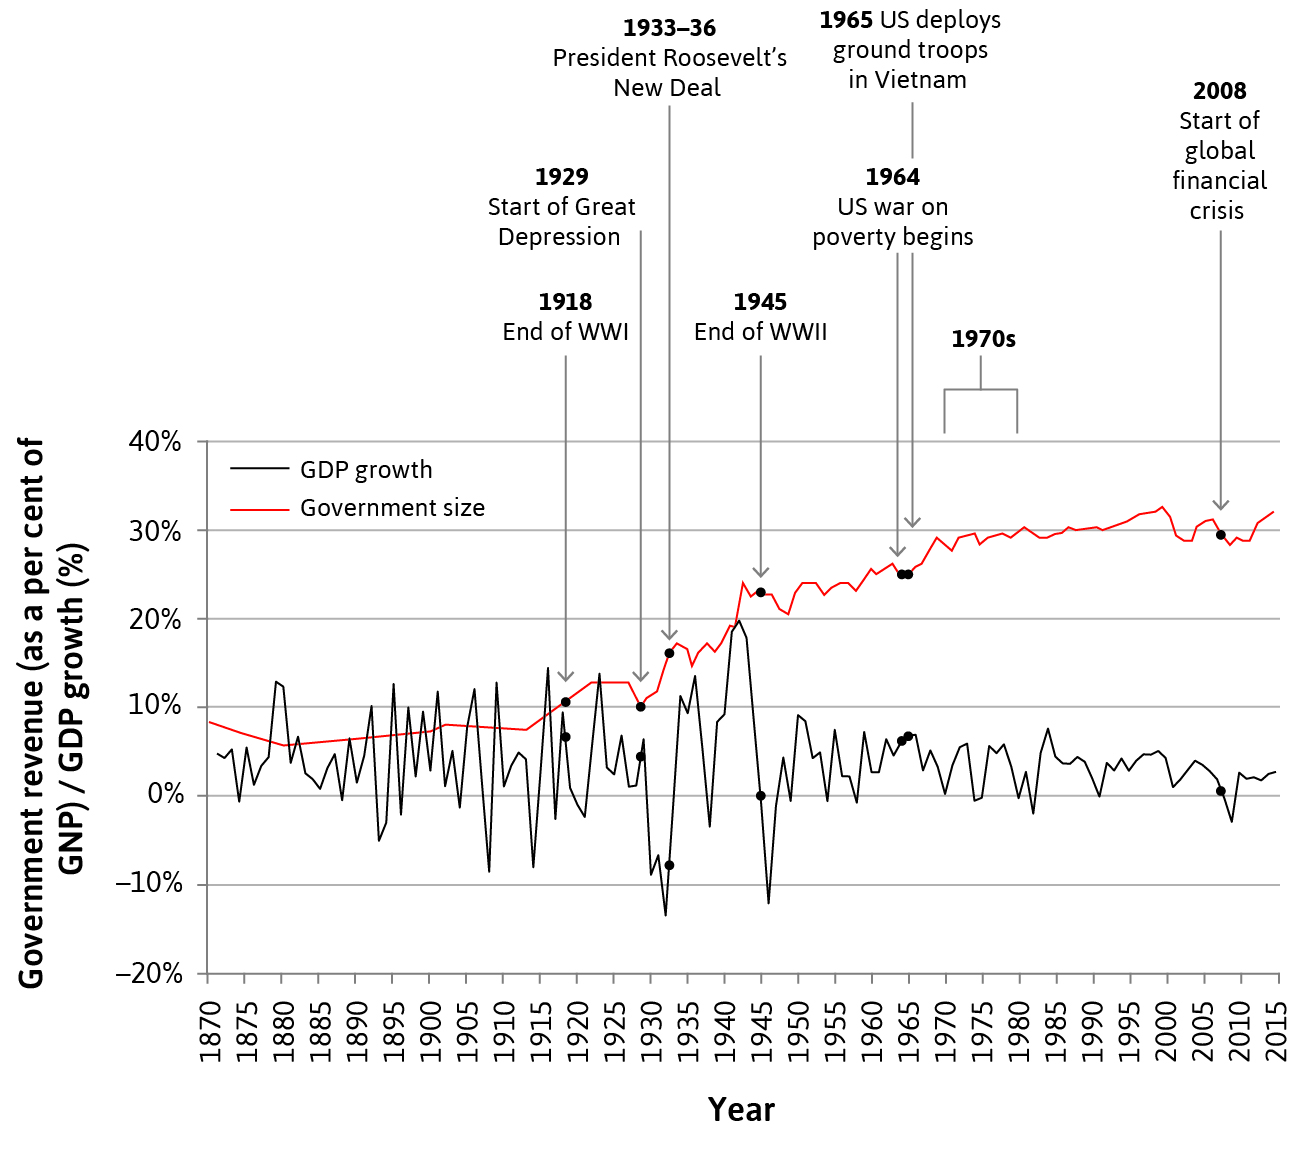 1933–36
President Roosevelt’s
New Deal
1965 US deploys
ground troops
in Vietnam
2008
Start of
global
financial
crisis
1929
Start of Great
Depression
1964
US war on
poverty begins
1918
End of WWI
1945
End of WWII
1970s
Government revenue (as a per cent of
GNP) / GDP growth (%)
40%
30%
20%
10%
0%
–10%
–20%
GDP growth
Government size
1870
1875
1880
1885
1890
1895
1900
1905
1910
1915
1920
1925
1930
1935
1940
1945
1950
1955
1960
1965
1970
1975
1980
1985
1990
1995
2000
2005
2010
2015
Year